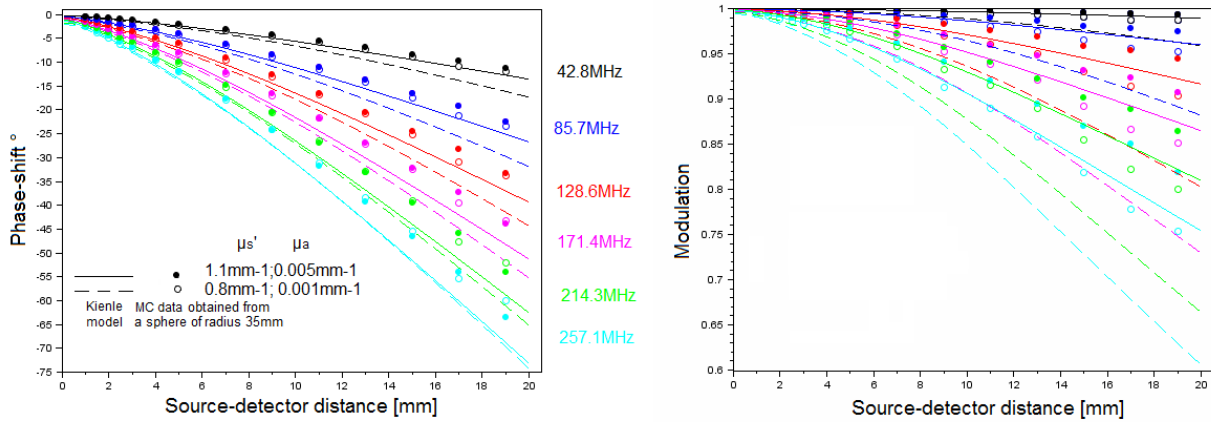 0
-5
-10
-15
-20
-25
-30
-35
-40
-45
-50
-55
-60
-65
-70
-75
Phase-shift °
μs' μa
1.1mm-1;0.005mm-1
0.8mm-1; 0.001mm-1
Kienle MC data obtained from
model a sphere of radius 35mm
0 2 4 6 8 10 12 14 16 18 20
Source-detector distance [mm]
42.8MHz
85.7MHz
128.6MHz
171.4MHz
214.3MHz
257.1MHz
1
0.95
0.9
0.85
0.8
0.75
0.7
0.65
0.6
Modulation
0 2 4 6 8 10 12 14 16 18 20
Source-detector distance [mm]